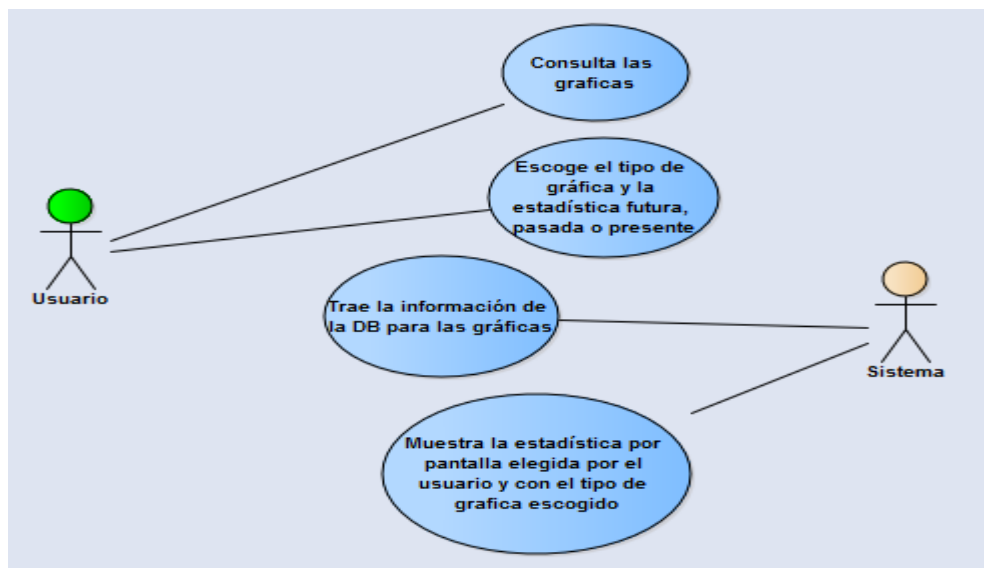 Consulta las
graficas
Escoge el tipo de
gráfica y la
estadística futura,
pasada o presente
Usuario
Trae la información de
la DB para las gráficas
Sistema
Muestra la estadística por
pantalla elegida por el
usuario y con el tipo de
grafica escogido